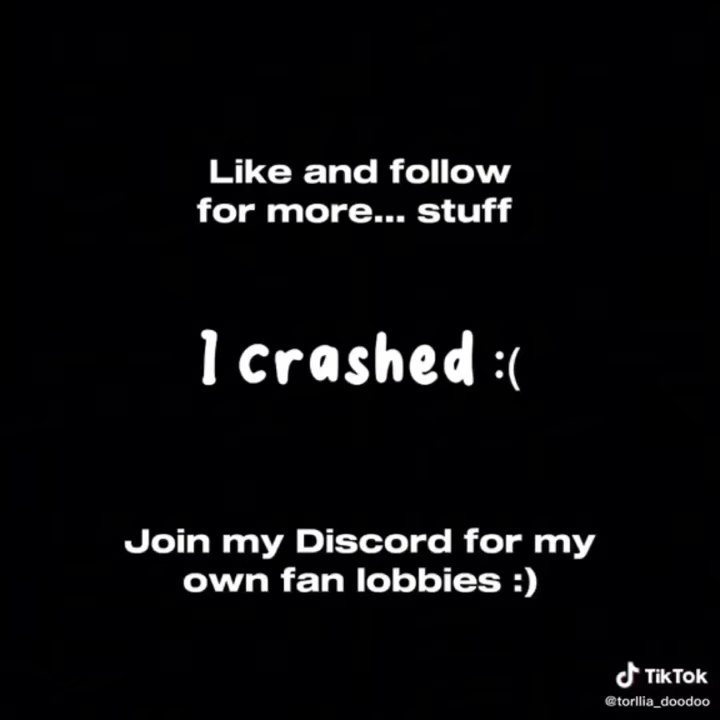 Like and follow
for more... stuff
I crashed :(
Join my Discord for my
own fan lobbies :)
TikTok
@torllia_doodoo